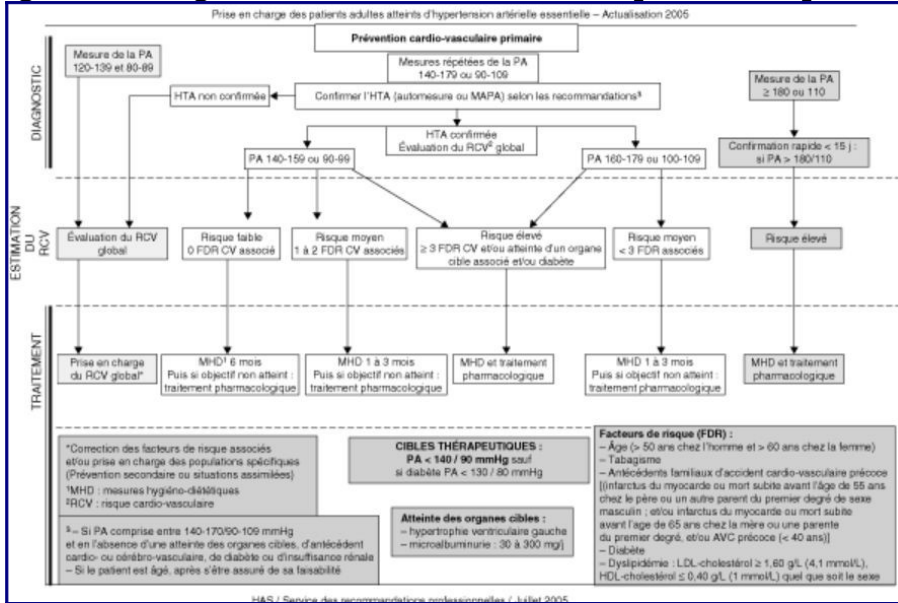 Prise en charge des patients adultes atteints d'hypertension artérielle essentielle – Actualisation 2005
Prévention cardio-vasculaire primaire
DIAGNOSTIC
Mesure de la PA
120-139 et 80-89
Mesures répétées de la PA
140-179 ou 90-109
Mesure de la PA
≥ 180 ou 110
HTA non confirmée
Confirmer l'HTA (automesure ou MAPA) selon les recommandations§
HTA confirmée
Évaluation du RCV‡ global
Confirmation rapide < 15 j :
si PA > 180/110
PA 140-159 ou 90-99
PA 160-179 ou 100-109
ESTIMATION
DU
RCV
Évaluation du RCV
global
Risque faible
0 FDR CV associé
Risque moyen
1 à 2 FDR CV associés
Risque élevé
≥ 3 FDR CV et/ou atteinte d'un organe
cible associé et/ou diabète
Risque moyen
< 3 FDR associés
Risque élevé
TRAITEMENT
Prise en charge
du RCV global*
MHD† 6 mois
Puis si objectif non atteint :
traitement pharmacologique
MHD 1 à 3 mois
Puis si objectif non atteint :
traitement pharmacologique
MHD et traitement
pharmacologique
MHD 1 à 3 mois
Puis si objectif non atteint :
traitement pharmacologique
MHD et traitement
pharmacologique
*Correction des facteurs de risque associés
et/ou prise en charge des populations spécifiques
(Prévention secondaire ou situations assimilées)
†MHD : mesures hygiéno-diététiques
‡RCV : risque cardio-vasculaire
§ – Si PA comprise entre 140-170/90-109 mmHg
et en l'absence d'une atteinte des organes cibles, d'antécédent
cardio- ou cérébro-vasculaire, de diabète ou d'insuffisance rénale
– Si le patient est âgé, après s'être assuré de sa faisabilité
CIBLES THÉRAPEUTIQUES :
PA < 140 / 90 mmHg sauf
si diabète PA < 130 / 80 mmHg
Atteinte des organes cibles :
– hypertrophie ventriculaire gauche
– microalbuminurie : 30 à 300 mg/j
Facteurs de risque (FDR) :
– Âge (> 50 ans chez l'homme et > 60 ans chez la femme)
– Tabagisme
– Antécédents familiaux d'accident cardio-vasculaire précoce
[(infarctus du myocarde ou mort subite avant l'âge de 55 ans
chez le père ou un autre parent du premier degré de sexe
masculin ; et/ou infarctus du myocarde ou mort subite
avant l'age de 65 ans chez la mère ou une parente
du premier degré, et/ou AVC précoce (< 40 ans)]
– Diabète
– Dyslipidémie : LDL-cholestérol ≥ 1,60 g/L (4,1 mmol/L),
HDL-cholestérol ≤ 0,40 g/L (1 mmol/L) quel que soit le sexe
HAS / Service des recommandations professionnelles / Juillet 2005